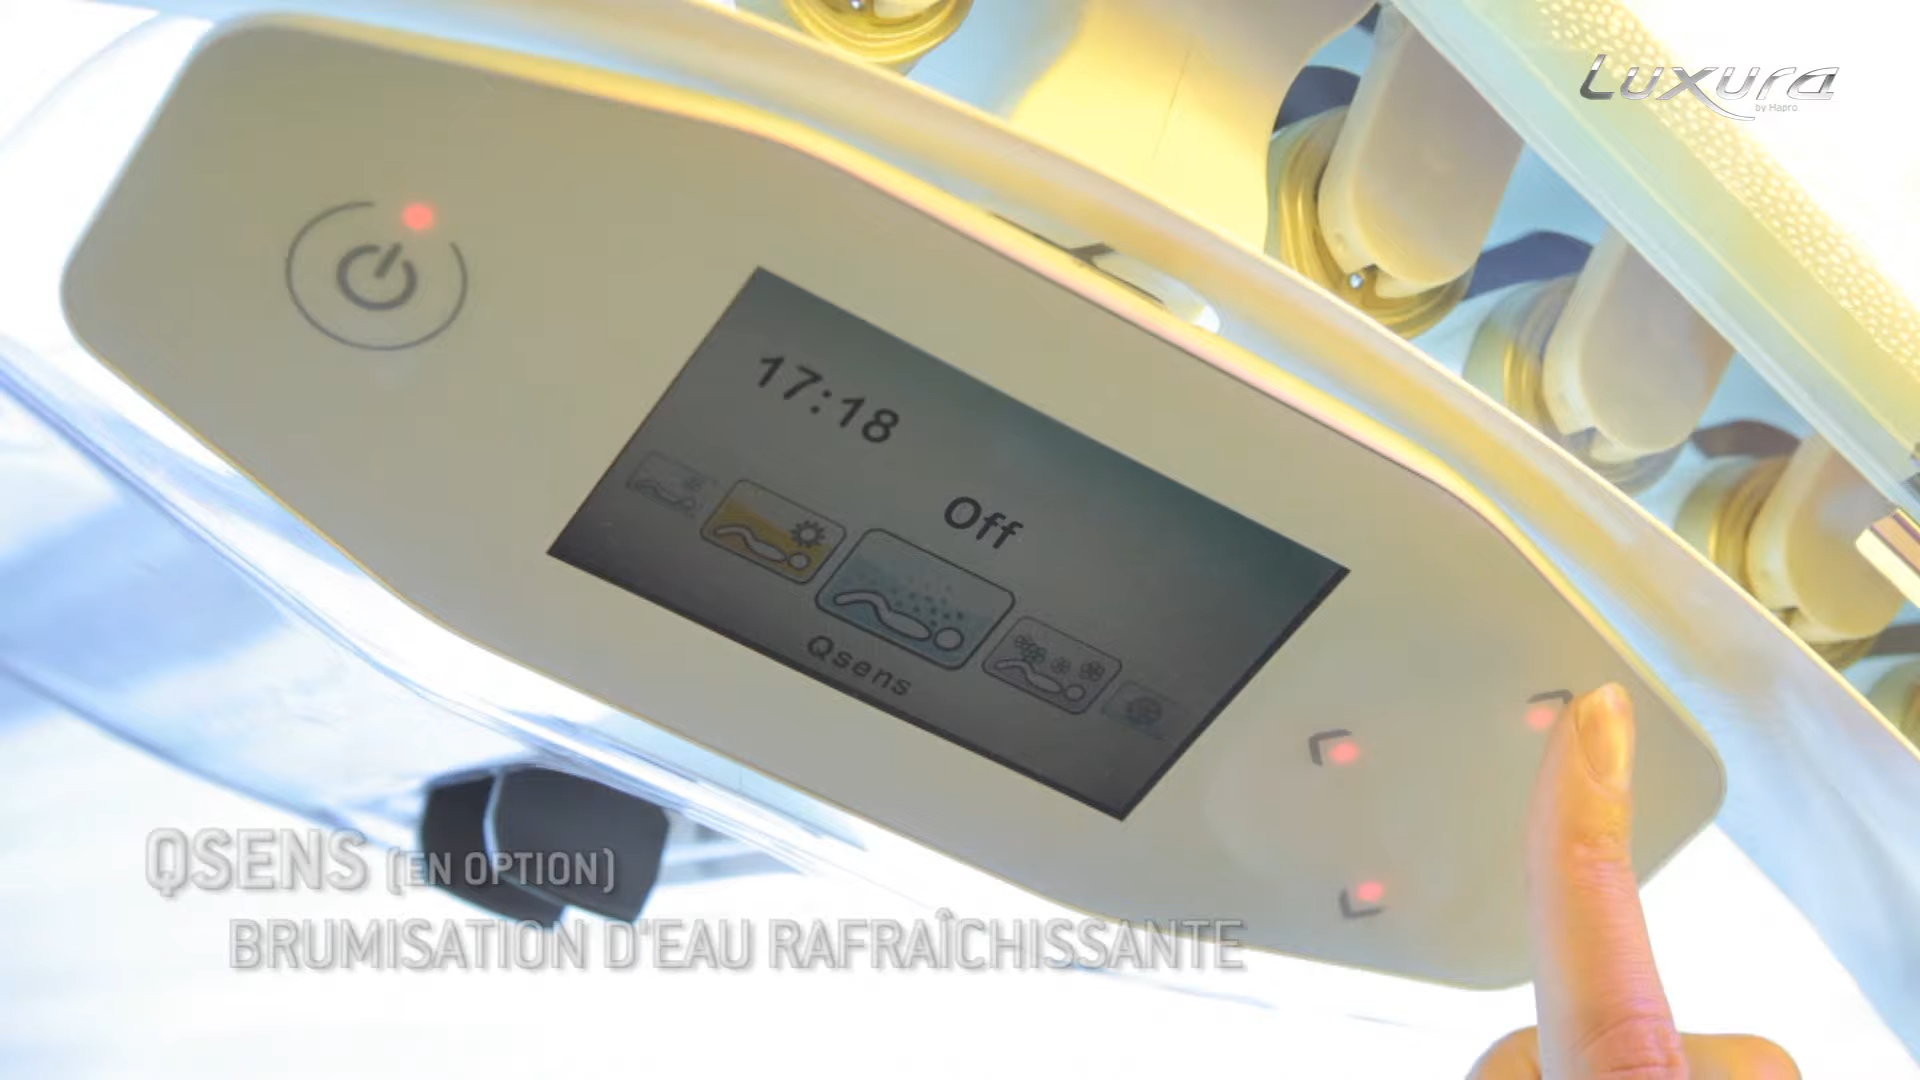 Luxura
by Hapro
17:18
Off
Qsens
QSENS (EN OPTION)
BRUMISATION D'EAU RAFRAÎCHISSANTE